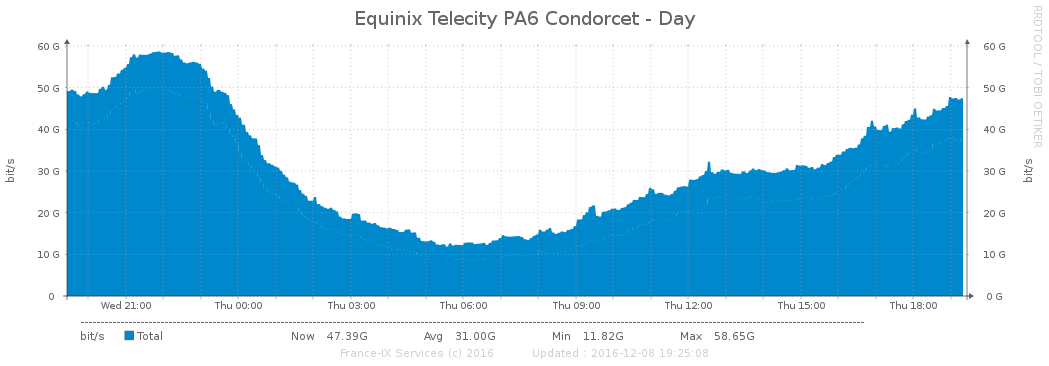 Equinix Telecity PA6 Condorcet - Day
RRDTOOL / TOBI OETIKER
bit/s
60 G
50 G
40 G
30 G
20 G
10 G
0
60 G
50 G
40 G
30 G
20 G
10 G
0 G
bit/s
Wed 21:00 Thu 00:00 Thu 03:00 Thu 06:00 Thu 09:00 Thu 12:00 Thu 15:00 Thu 18:00
bit/s Total Now 47.39G Avg 31.00G Min 11.82G Max 58.65G
France-IX Services (c) 2016 Updated : 2016-12-08 19:25:08